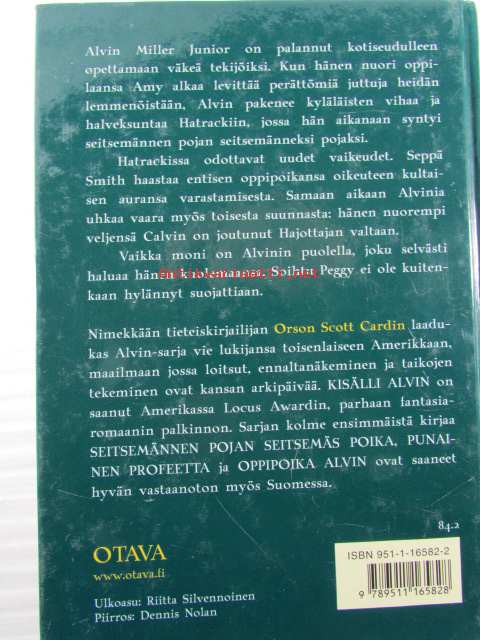 Alvin Miller Junior on palannut kotiseudulleen
opettamaan väkeä tekijöiksi. Kun hänen nuori oppi-
laansa Amy alkaa levittää perättömiä juttuja heidän
lemmenöistään, Alvin pakenee kyläläisten vihaa ja
halveksuntaa Hatrackiin, jossa hän aikanaan syntyi
seitsemännen pojan seitsemänneksi pojaksi.
Hatrackissa odottavat uudet vaikeudet. Seppä
Smith haastaa entisen oppipoikansa oikeuteen kultai-
sen auransa varastamisesta. Samaan aikaan Alvinia
uhkaa vaara myös toisesta suunnasta: hänen nuorempi
veljensä Calvin on joutunut Hajottajan valtaan.
Vaikka moni on Alvinin puolella, joku selvästi
haluaa hänen kuolemaansa. Soihtu Peggy ei ole kuiten-
kaan hylännyt suojattiaan.
Nimekkään tieteiskirjailijan Orson Scott Cardin laadu-
kas Alvin-sarja vie lukijansa toisenlaiseen Amerikkaan,
maailmaan jossa loitsut, ennaltanäkeminen ja taikojen
tekeminen ovat kansan arkipäivää. KISÄLLI ALVIN on
saanut Amerikassa Locus Awardin, parhaan fantasia-
romaanin palkinnon. Sarjan kolme ensimmäistä kirjaa
SEITSEMÄNNEN POJAN SEITSEMÄS POIKA, PUNAI-
NEN PROFEETTA ja OPPIPOIKA ALVIN ovat saaneet
hyvän vastaanoton myös Suomessa.
84.2
OTAVA
www.otava.fi
Ulkoasu: Riitta Silvennoinen
Piirros: Dennis Nolan
ISBN 951-1-16582-2
9 789511 165828